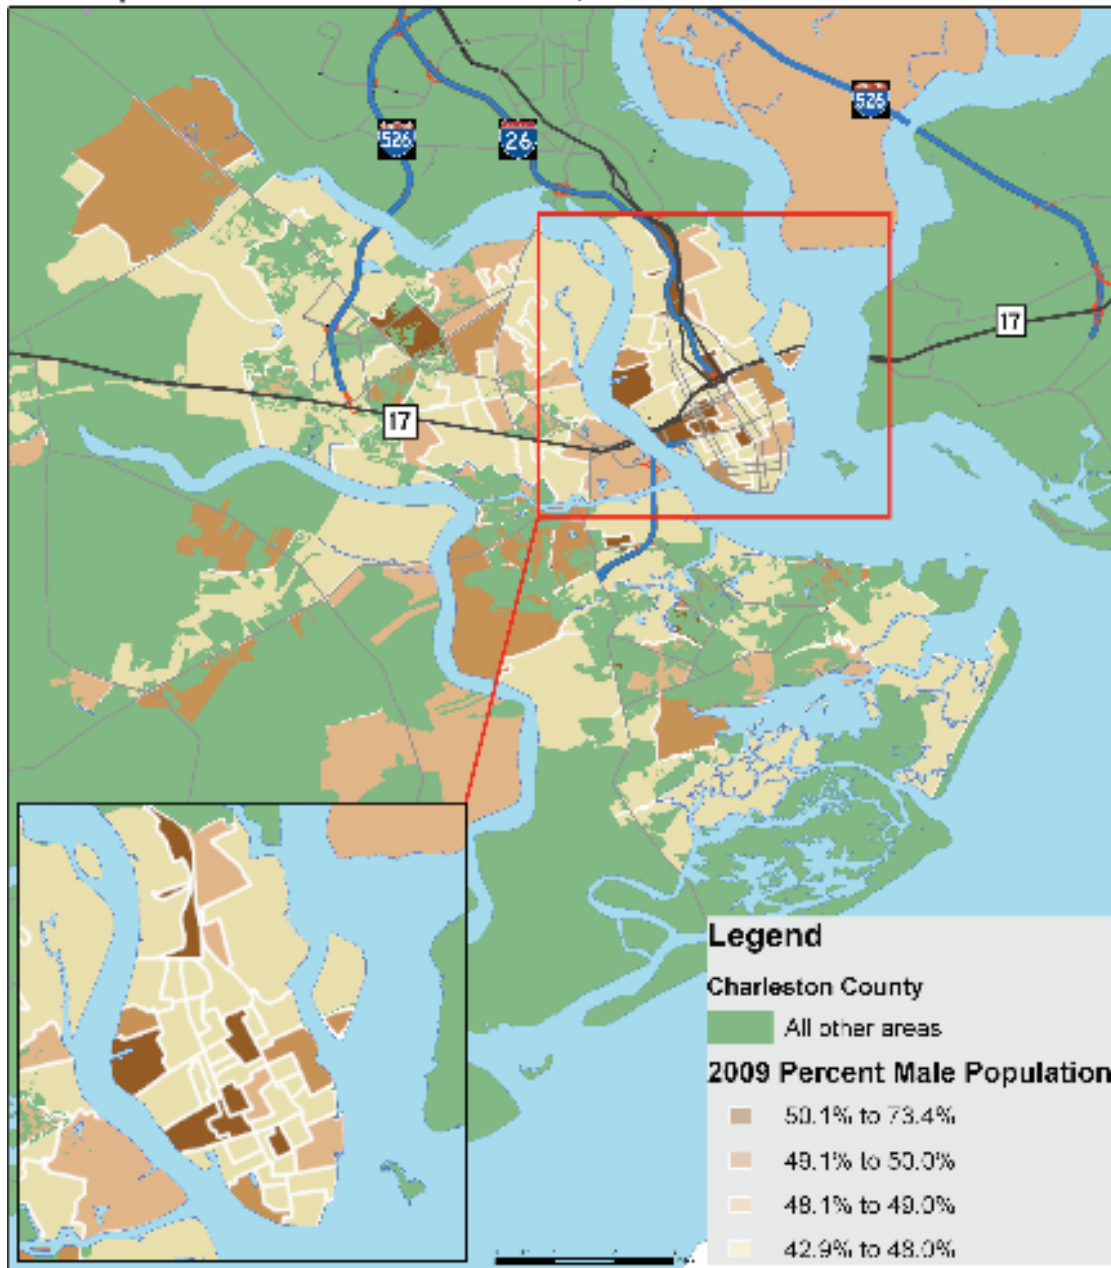 526
26
526
17
17
Legend
Charleston County
All other areas
2009 Percent Male Population
50.1% to 73.4%
49.1% to 50.0%
48.1% to 49.0%
42.9% to 48.0%